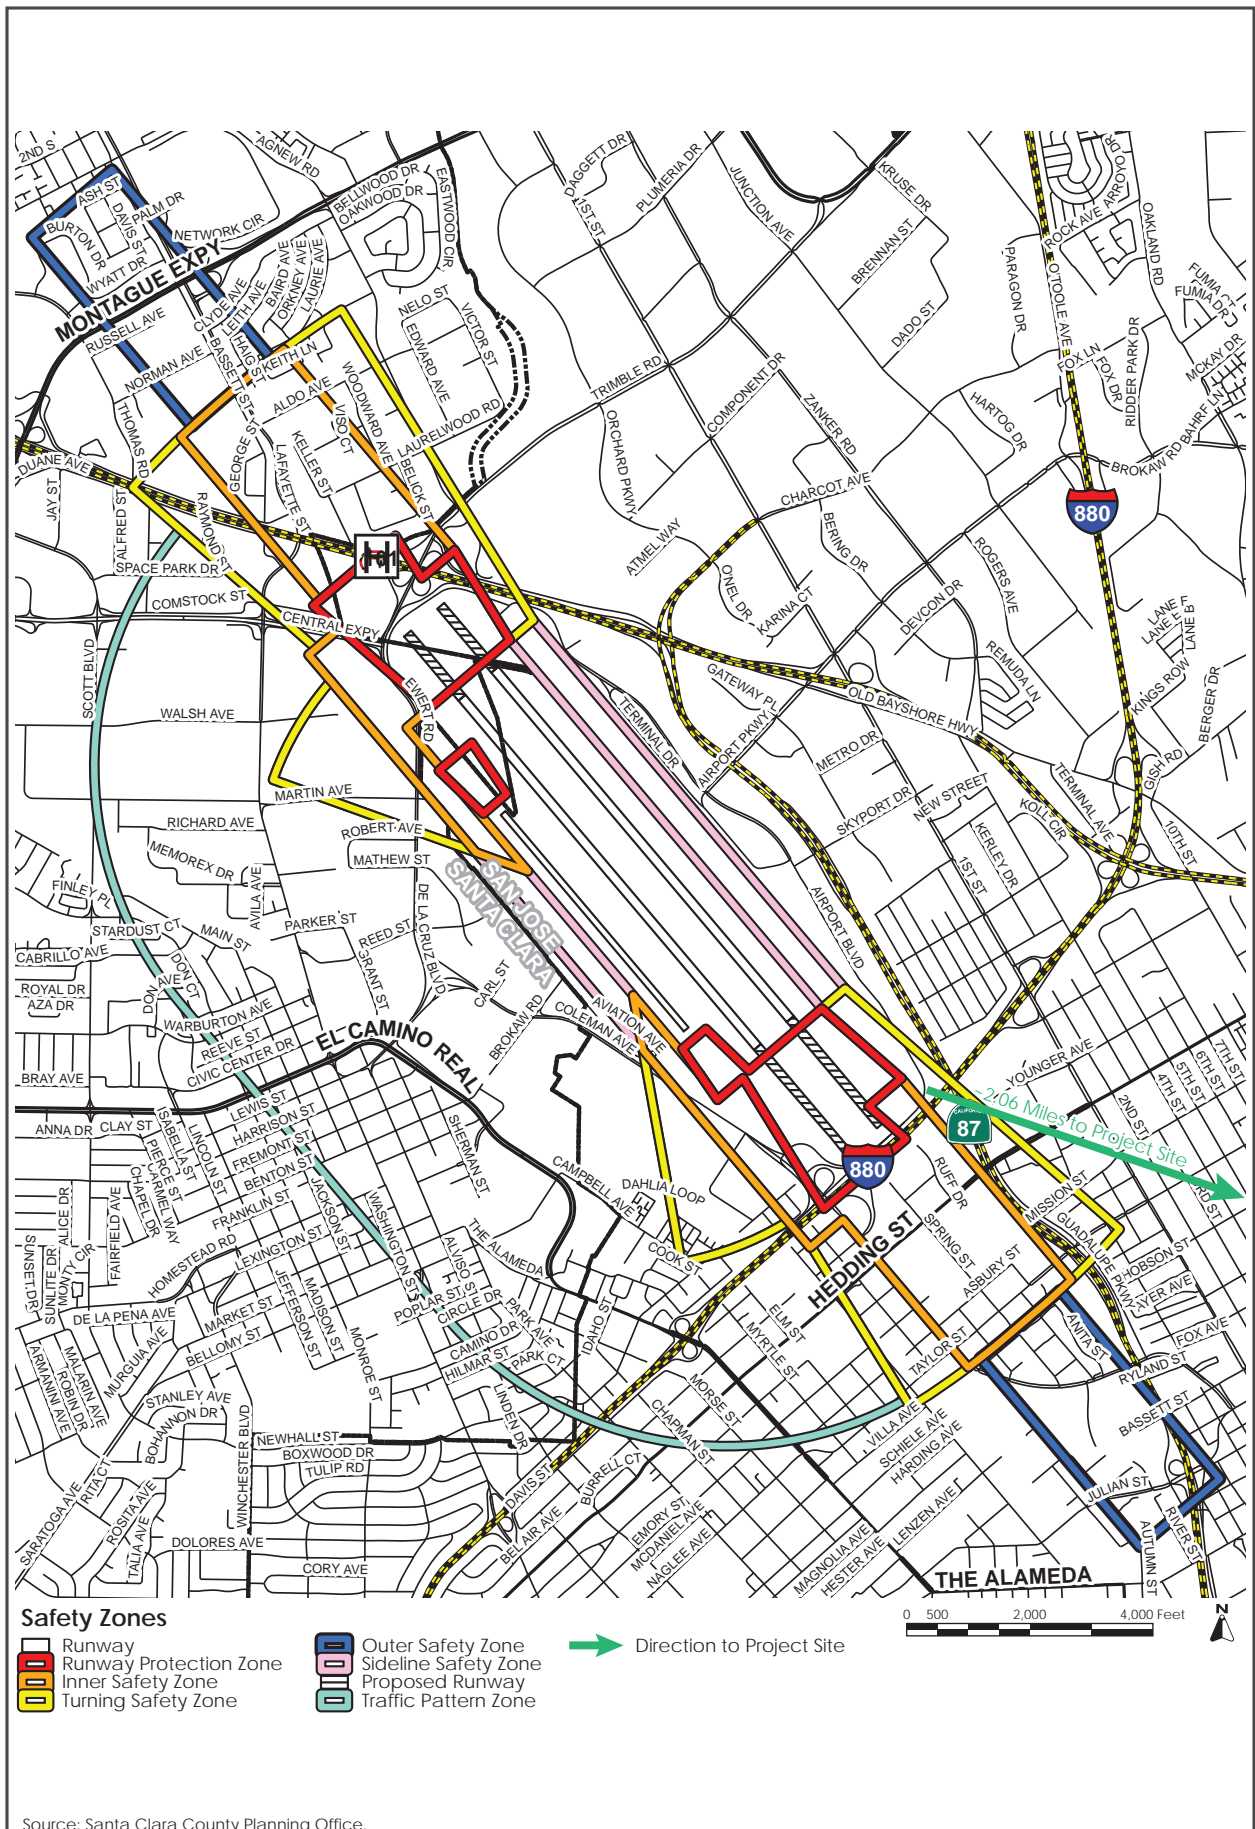 2ND S
AGNEW RD
BELLWOOD DR
OAKWOOD DR
EASTWOOD CIR
DAGGETT DR
1ST ST
PLUMERIA DR
JUNCTION AVE
KRUSE DR
BRENNAN ST
DADO ST
PARAGON DR
O'TOOLE AVE
ROCK AVE
ARROYO DR
OAKLAND RD
FUMIA CT
FUMIA DR
MCKAY DR
ASH ST
PALM DR
DAVIS ST
BURTON DR
WYATT DR
NETWORK CIR
MONTAGUE EXPY
RUSSELL AVE
CLYDE AVE
KEITH AVE
BAIRD AVE
ORKNEY AVE
LAURIE AVE
NELO ST
VICTOR ST
EDWARD AVE
NORMAN AVE
BASSETT ST
HAIG ST
KEITH LN
WOODWARD AVE
TRIMBLE RD
COMPONENT DR
ZANKER RD
ORCHARD PKWY
HARTOG DR
FOX LN
FOX DR
RIDDER PARK DR
BROKAW RD
BAHRE LN
THOMAS RD
ALDO AVE
VISO CT
LAURELWOOD RD
GEORGE ST
KELLER ST
LAFAYETTE ST
BELICK ST
DUANE AVE
JAY ST
ALFRED ST
RAYMOND ST
SPACE PARK DR
COMSTOCK ST
CENTRAL EXPY
ATMEL WAY
CHARCOT AVE
BERING DR
ONEL DR
KARINA CT
DEVCON DR
ROGERS AVE
880
LANE F
LANE E
LANE B
REMUDA LN
KINGS ROW
BERGER DR
GATEWAY PL
OLD BAYSHORE HWY
SCOTT BLVD
WALSH AVE
EWERT RD
TERMINAL DR
AIRPORT PKWY
METRO DR
SKYPORT DR
NEW STREET
KERLEY DR
KOLL CIR
TERMINAL AVE
GISH RD
10TH ST
1ST ST
MARTIN AVE
RICHARD AVE
ROBERT AVE
MATHEW ST
MEMOREX DR
FINLEY PL
STARDUST CT
AVILA AVE
PARKER ST
REED ST
DE LA CRUZ BLVD
SAN JOSE
SANTA CLARA
AIRPORT BLVD
CABRILLO AVE
MAIN ST
DON CT
DON AVE
GRANT ST
CARL ST
BROKAW RD
COLEMAN AVE
AVIATION AVE
ROYAL DR
AZA DR
WARBURTON AVE
REEVE ST
CIVIC CENTER DR
EL CAMINO REAL
BRAY AVE
LEWIS ST
HARRISON ST
FREMONT ST
BENTON ST
FRANKLIN ST
ANNA DR
CLAY ST
ISABELLA ST
LINCOLN ST
PIERCE ST
CARMEL WAY
CHAPEL DR
JACKSON ST
WASHINGTON ST
SHERMAN ST
CAMPBELL AVE
DAHLIA LOOP
COOK ST
880
87
~2.06 Miles to Project Site
YOUNGER AVE
7TH ST
6TH ST
5TH ST
4TH ST
2ND ST
RD ST
RUFF DR
HEDDING ST
SPRING ST
ASBURY ST
MISSION ST
GUADALUPE PKWY
HOBSON ST
AYER AVE
FOX AVE
SUNSET DR
SUNLITE DR
ALICE DR
MONTY CIR
FAIRFIELD AVE
HOMESTEAD RD
LEXINGTON ST
THE ALAMEDA
ALVISO ST
POPLAR ST
CIRCLE DR
PARK AVE
CAMINO DR
HILMAR ST
PARK CT
IDAHO ST
ELM ST
MYRTLE ST
TAYLOR ST
ANITA ST
RYLAND ST
BASSETT ST
DE LA PENA AVE
MARKET ST
BELLOMY ST
JEFFERSON ST
MADISON ST
MONROE ST
ARMANINI AVE
MALARIN AVE
ROBIN DR
MURGUIA AVE
STANLEY AVE
BOHANNON DR
LINDEN DR
MORSE ST
CHAPMAN ST
VILLA AVE
SCHIELE AVE
HARDING AVE
WINCHESTER BLVD
NEWHALL ST
BOXWOOD DR
TULIP RD
DAVIS ST
BURRELL CT
BEL AIR AVE
EMORY ST
MCDANIEL AVE
NAGLEE AVE
LENZEN AVE
MAGNOLIA AVE
HESTER AVE
JULIAN ST
RIVER ST
AUTUMN ST
SARATOGA AVE
RITA CT
ROSITA AVE
TALIA AVE
DOLORES AVE
CORY AVE
THE ALAMEDA
Safety Zones
Runway
Runway Protection Zone
Inner Safety Zone
Turning Safety Zone
Outer Safety Zone
Sideline Safety Zone
Proposed Runway
Traffic Pattern Zone
Direction to Project Site
0 500 2,000 4,000 Feet
N
Source: Santa Clara County Planning Office.